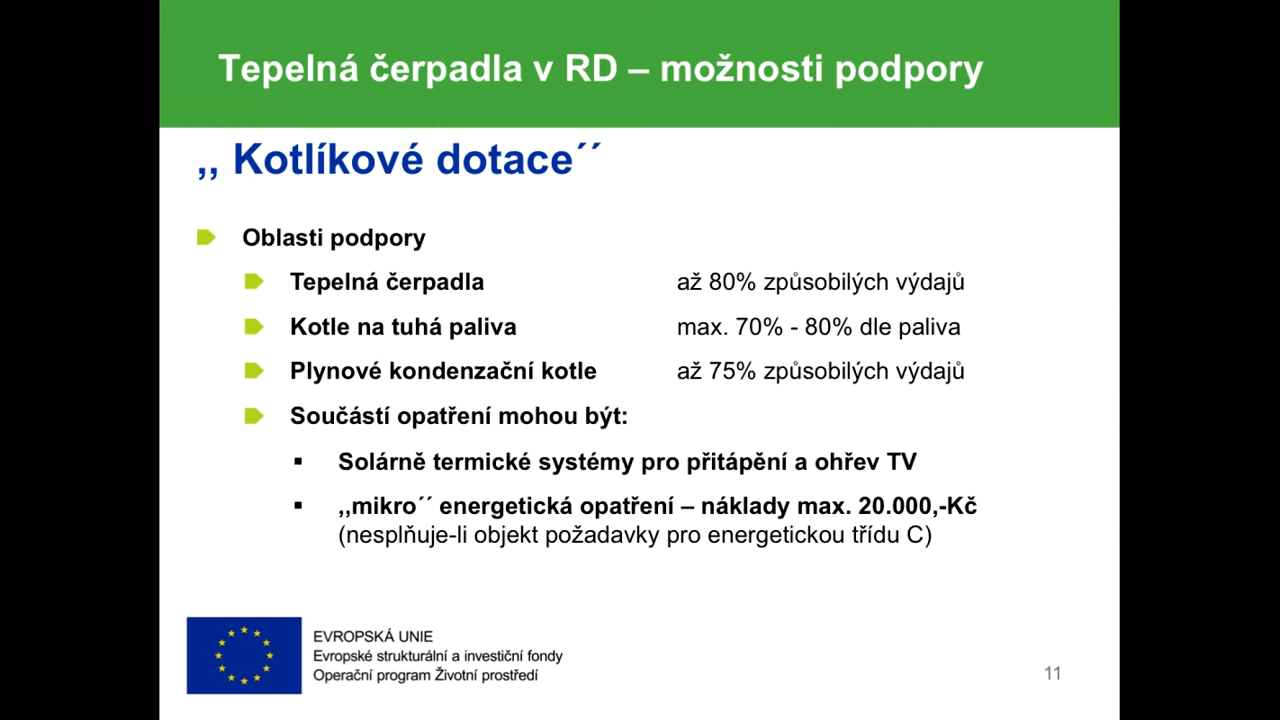 Tepelná čerpadla v RD – možnosti podpory
,, Kotlíkové dotace´´
Oblasti podpory
Tepelná čerpadla až 80% způsobilých výdajů
Kotle na tuhá paliva max. 70% - 80% dle paliva
Plynové kondenzační kotle až 75% způsobilých výdajů
Součástí opatření mohou být:
Solárně termické systémy pro přitápění a ohřev TV
,,mikro´´ energetická opatření – náklady max. 20.000,-Kč
(nesplňuje-li objekt požadavky pro energetickou třídu C)
EVROPSKÁ UNIE
Evropské strukturální a investiční fondy
Operační program Životní prostředí
11